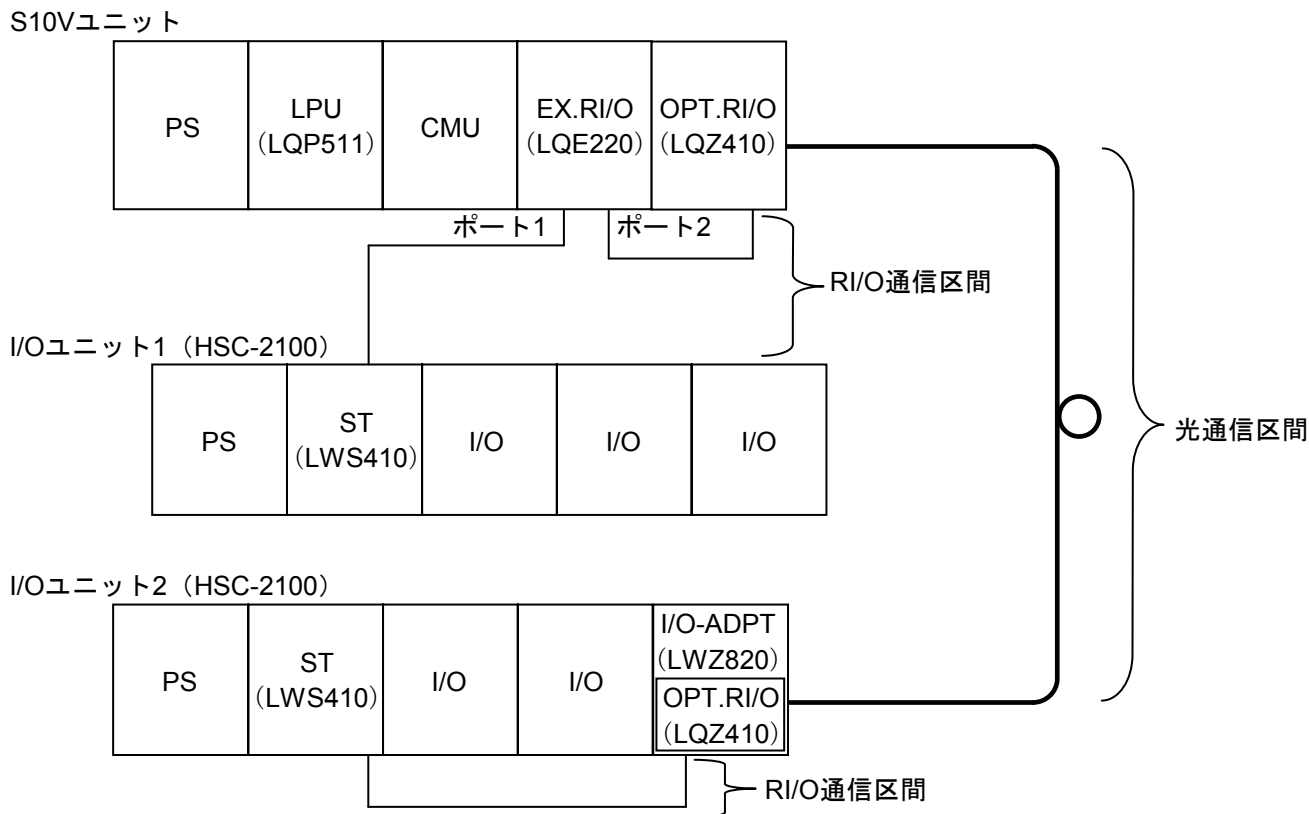 S10Vユニット
PS
LPU
（LQP511）
CMU
EX.RI/O
（LQE220）
OPT.RI/O
（LQZ410）
ポート1
ポート2
RI/O通信区間
I/Oユニット1（HSC-2100）
PS
ST
（LWS410）
I/O
I/O
I/O
光通信区間
I/Oユニット2（HSC-2100）
PS
ST
（LWS410）
I/O
I/O
I/O-ADPT
（LWZ820）
OPT.RI/O
（LQZ410）
RI/O通信区間